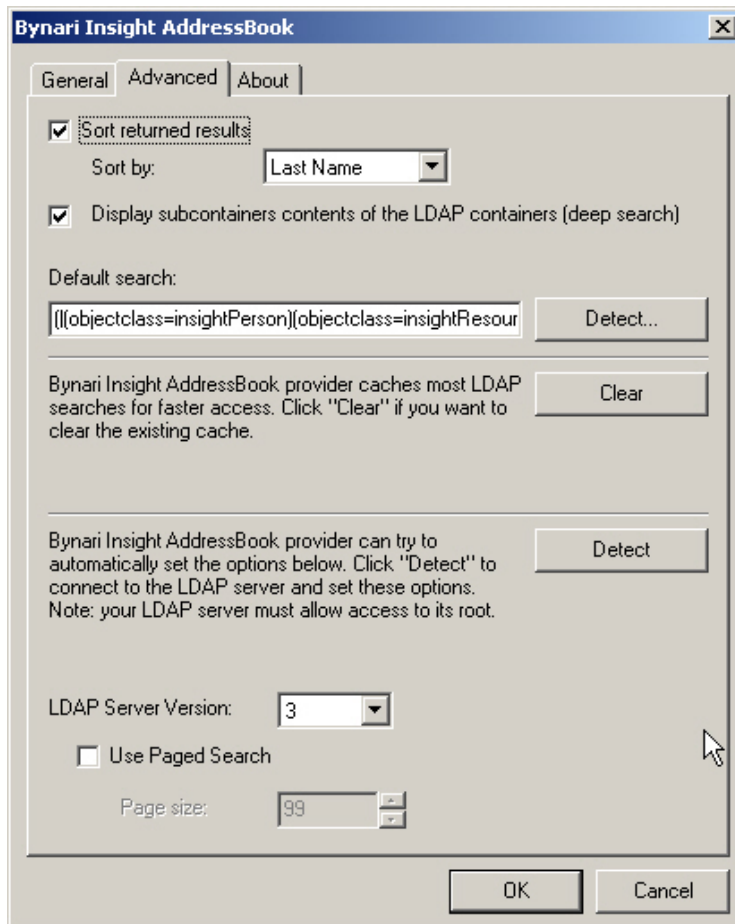 Bynari Insight AddressBook
General Advanced About
Sort returned results
Sort by: Last Name
Display subcontainers contents of the LDAP containers (deep search)
Default search:
(|(objectclass=insightPerson)(objectclass=insightResour Detect...
Bynari Insight AddressBook provider caches most LDAP
searches for faster access. Click "Clear" if you want to
clear the existing cache.
Clear
Bynari Insight AddressBook provider can try to
automatically set the options below. Click "Detect" to
connect to the LDAP server and set these options.
Note: your LDAP server must allow access to its root.
Detect
LDAP Server Version: 3
Use Paged Search
Page size: 99
OK Cancel